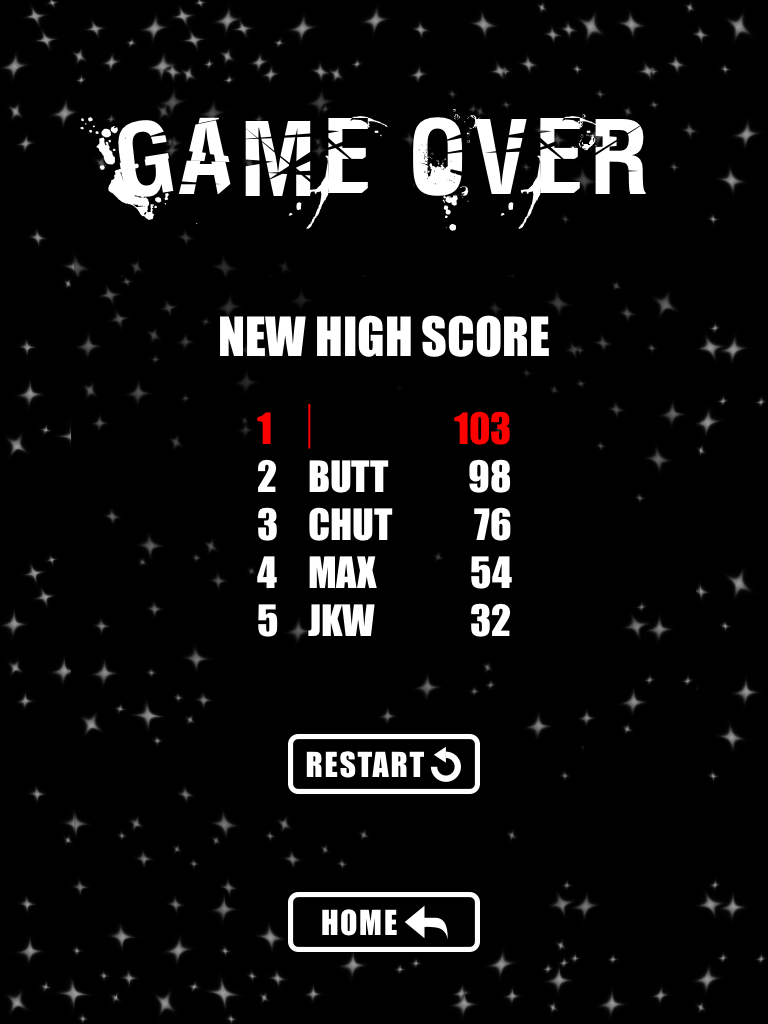 GAME OVER
NEW HIGH SCORE
1 103
2 BUTT 98
3 CHUT 76
4 MAX 54
5 JKW 32
RESTART
HOME